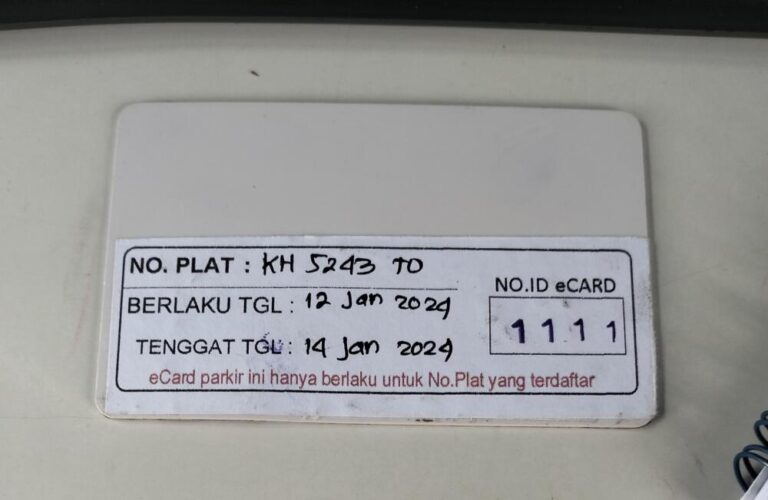 NO. PLAT : KH 5243 TO
BERLAKU TGL : 12 Jan 2024
TENGGAT TGL : 14 Jan 2024
NO.ID eCARD
1111
eCard parkir ini hanya berlaku untuk No.Plat yang terdaftar